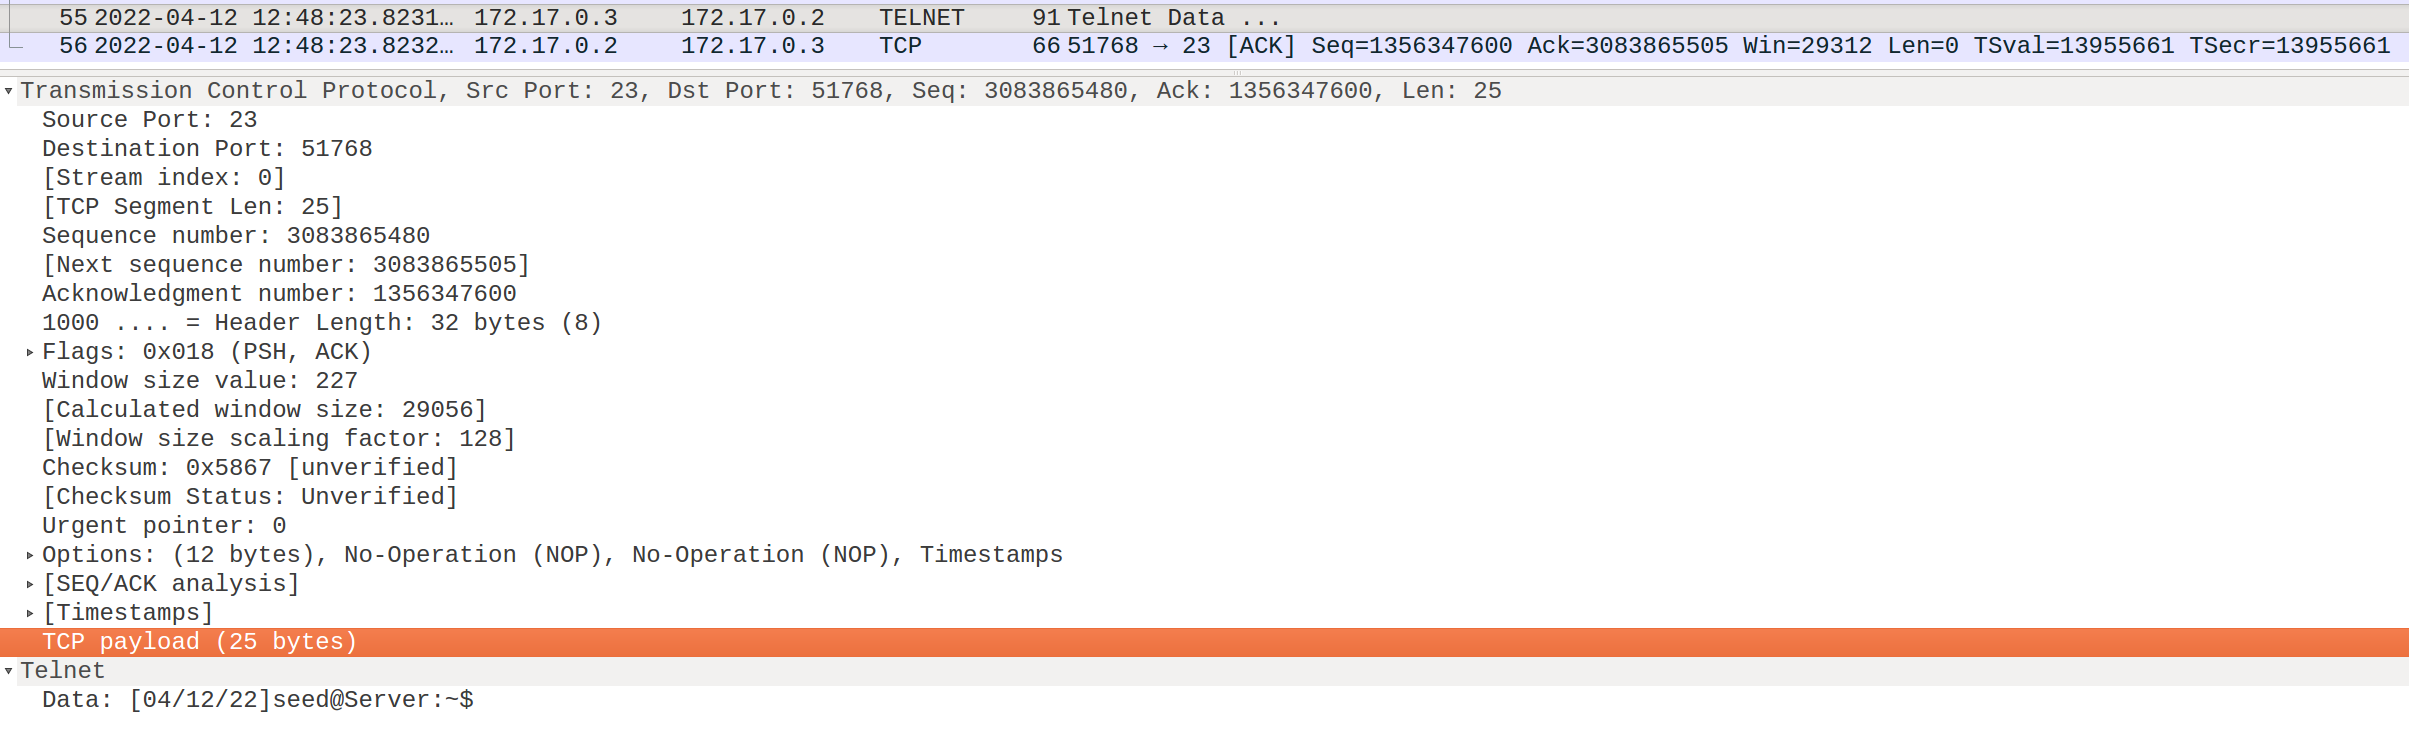 55 2022-04-12 12:48:23.8231… 172.17.0.3 172.17.0.2 TELNET 91 Telnet Data ...
56 2022-04-12 12:48:23.8232… 172.17.0.2 172.17.0.3 TCP 66 51768 → 23 [ACK] Seq=1356347600 Ack=3083865505 Win=29312 Len=0 TSval=13955661 TSecr=13955661
Transmission Control Protocol, Src Port: 23, Dst Port: 51768, Seq: 3083865480, Ack: 1356347600, Len: 25
Source Port: 23
Destination Port: 51768
[Stream index: 0]
[TCP Segment Len: 25]
Sequence number: 3083865480
[Next sequence number: 3083865505]
Acknowledgment number: 1356347600
1000 .... = Header Length: 32 bytes (8)
Flags: 0x018 (PSH, ACK)
Window size value: 227
[Calculated window size: 29056]
[Window size scaling factor: 128]
Checksum: 0x5867 [unverified]
[Checksum Status: Unverified]
Urgent pointer: 0
Options: (12 bytes), No-Operation (NOP), No-Operation (NOP), Timestamps
[SEQ/ACK analysis]
[Timestamps]
TCP payload (25 bytes)
Telnet
Data: [04/12/22]seed@Server:~$